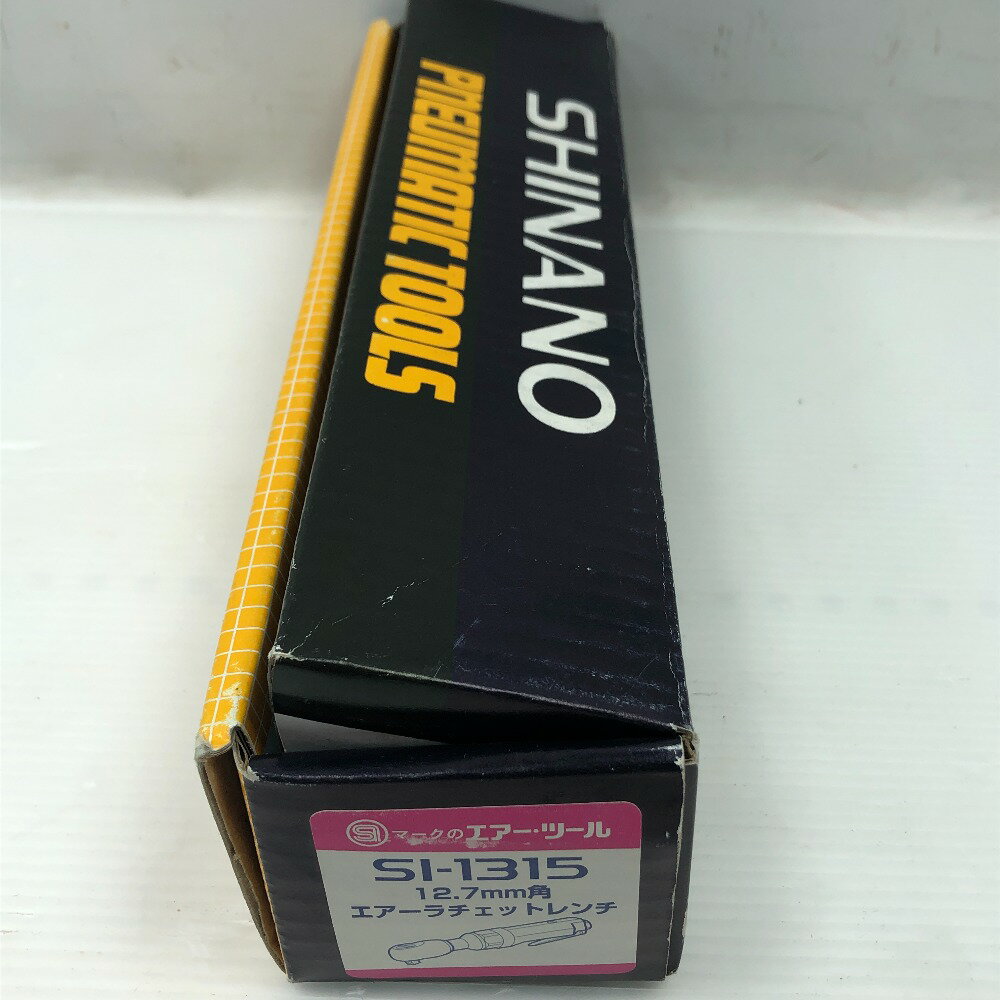 SHINANO
PNEUMATIC TOOLS
SI マークのエアー・ツール
SI-1315
12.7mm角
エアーラチェットレンチ